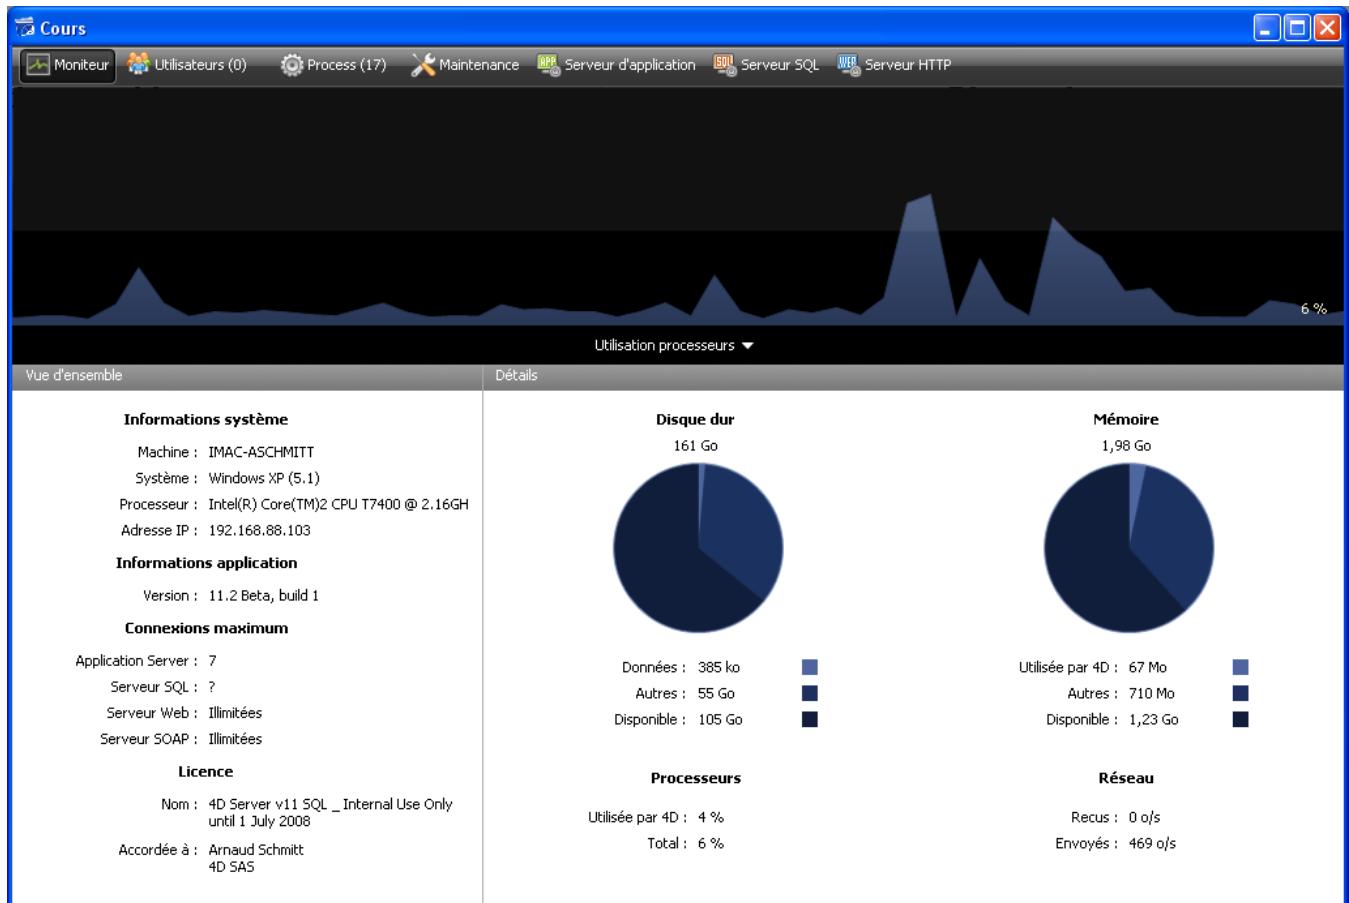 Cours
Moniteur
Utilisateurs (0)
Process (17)
Maintenance
APP
Serveur d'application
SQL
Serveur SQL
WEB
Serveur HTTP
6 %
Utilisation processeurs
Vue d'ensemble
Informations système
Machine : IMAC-ASCHMITT
Système : Windows XP (5.1)
Processeur : Intel(R) Core(TM)2 CPU T7400 @ 2.16GH
Adresse IP : 192.168.88.103
Informations application
Version : 11.2 Beta, build 1
Connexions maximum
Application Server : 7
Serveur SQL : ?
Serveur Web : Illimitées
Serveur SOAP : Illimitées
Licence
Nom : 4D Server v11 SQL _ Internal Use Only
until 1 July 2008
Accordée à : Arnaud Schmitt
4D SAS
Détails
Disque dur
161 Go
Données : 385 ko
Autres : 55 Go
Disponible : 105 Go
Mémoire
1,98 Go
Utilisée par 4D : 67 Mo
Autres : 710 Mo
Disponible : 1,23 Go
Processeurs
Utilisée par 4D : 4 %
Total : 6 %
Réseau
Recus : 0 o/s
Envoyés : 469 o/s